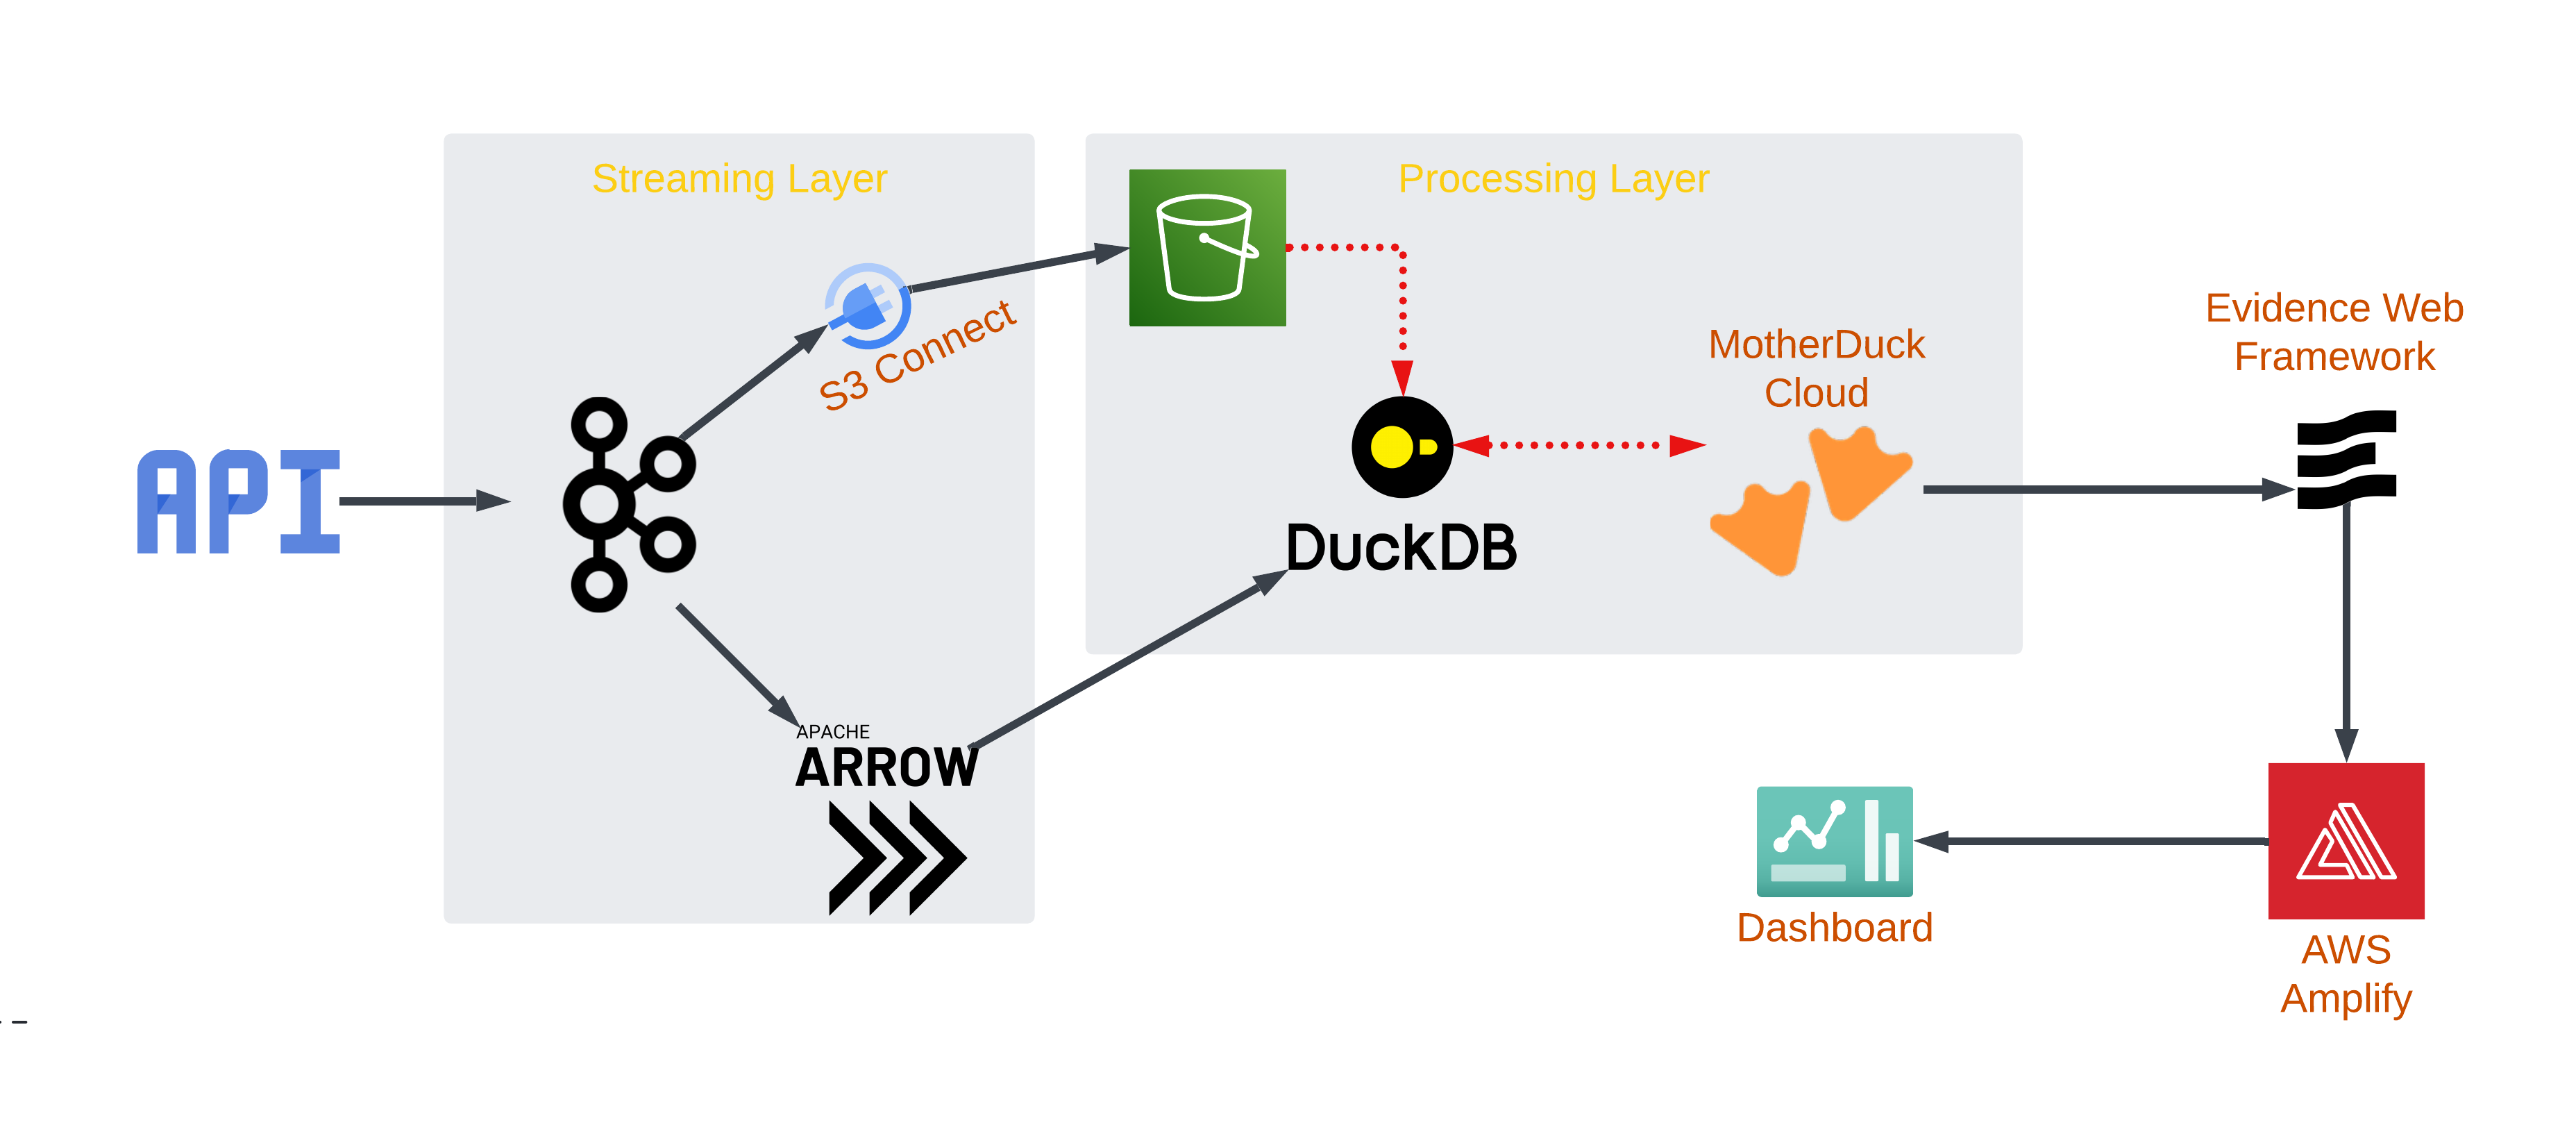 Streaming Layer
Processing Layer
S3 Connect
MotherDuck
Cloud
Evidence Web
Framework
API
DuckDB
APACHE
ARROW
Dashboard
AWS
Amplify